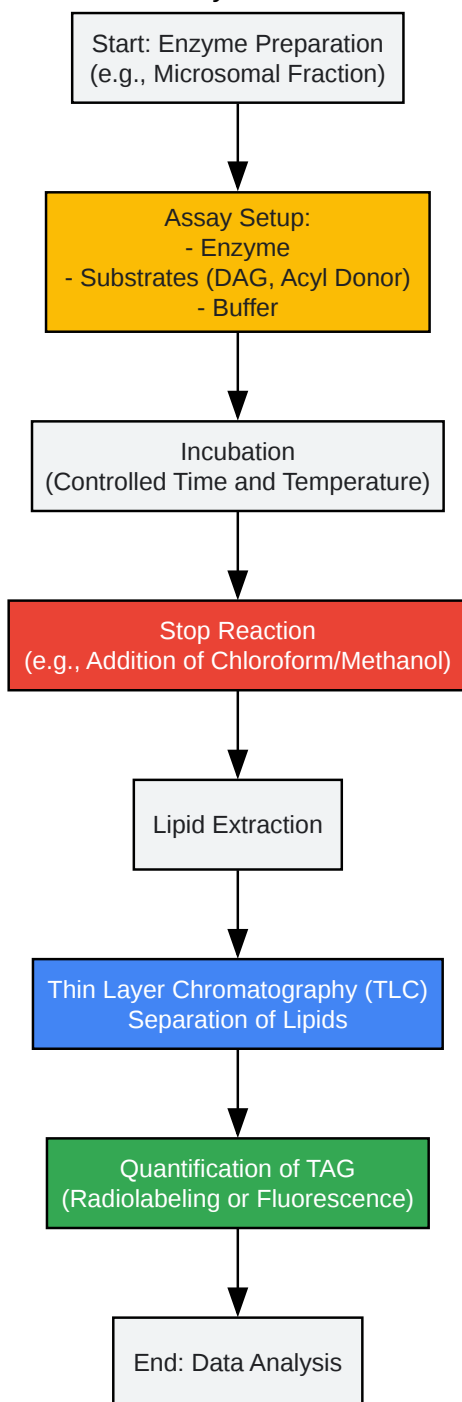 Start: Enzyme Preparation
(e.g., Microsomal Fraction)
Assay Setup:
- Enzyme
- Substrates (DAG, Acyl Donor)
- Buffer
Incubation
(Controlled Time and Temperature)
Stop Reaction
(e.g., Addition of Chloroform/Methanol)
Lipid Extraction
Thin Layer Chromatography (TLC)
Separation of Lipids
Quantification of TAG
(Radiolabeling or Fluorescence)
End: Data Analysis